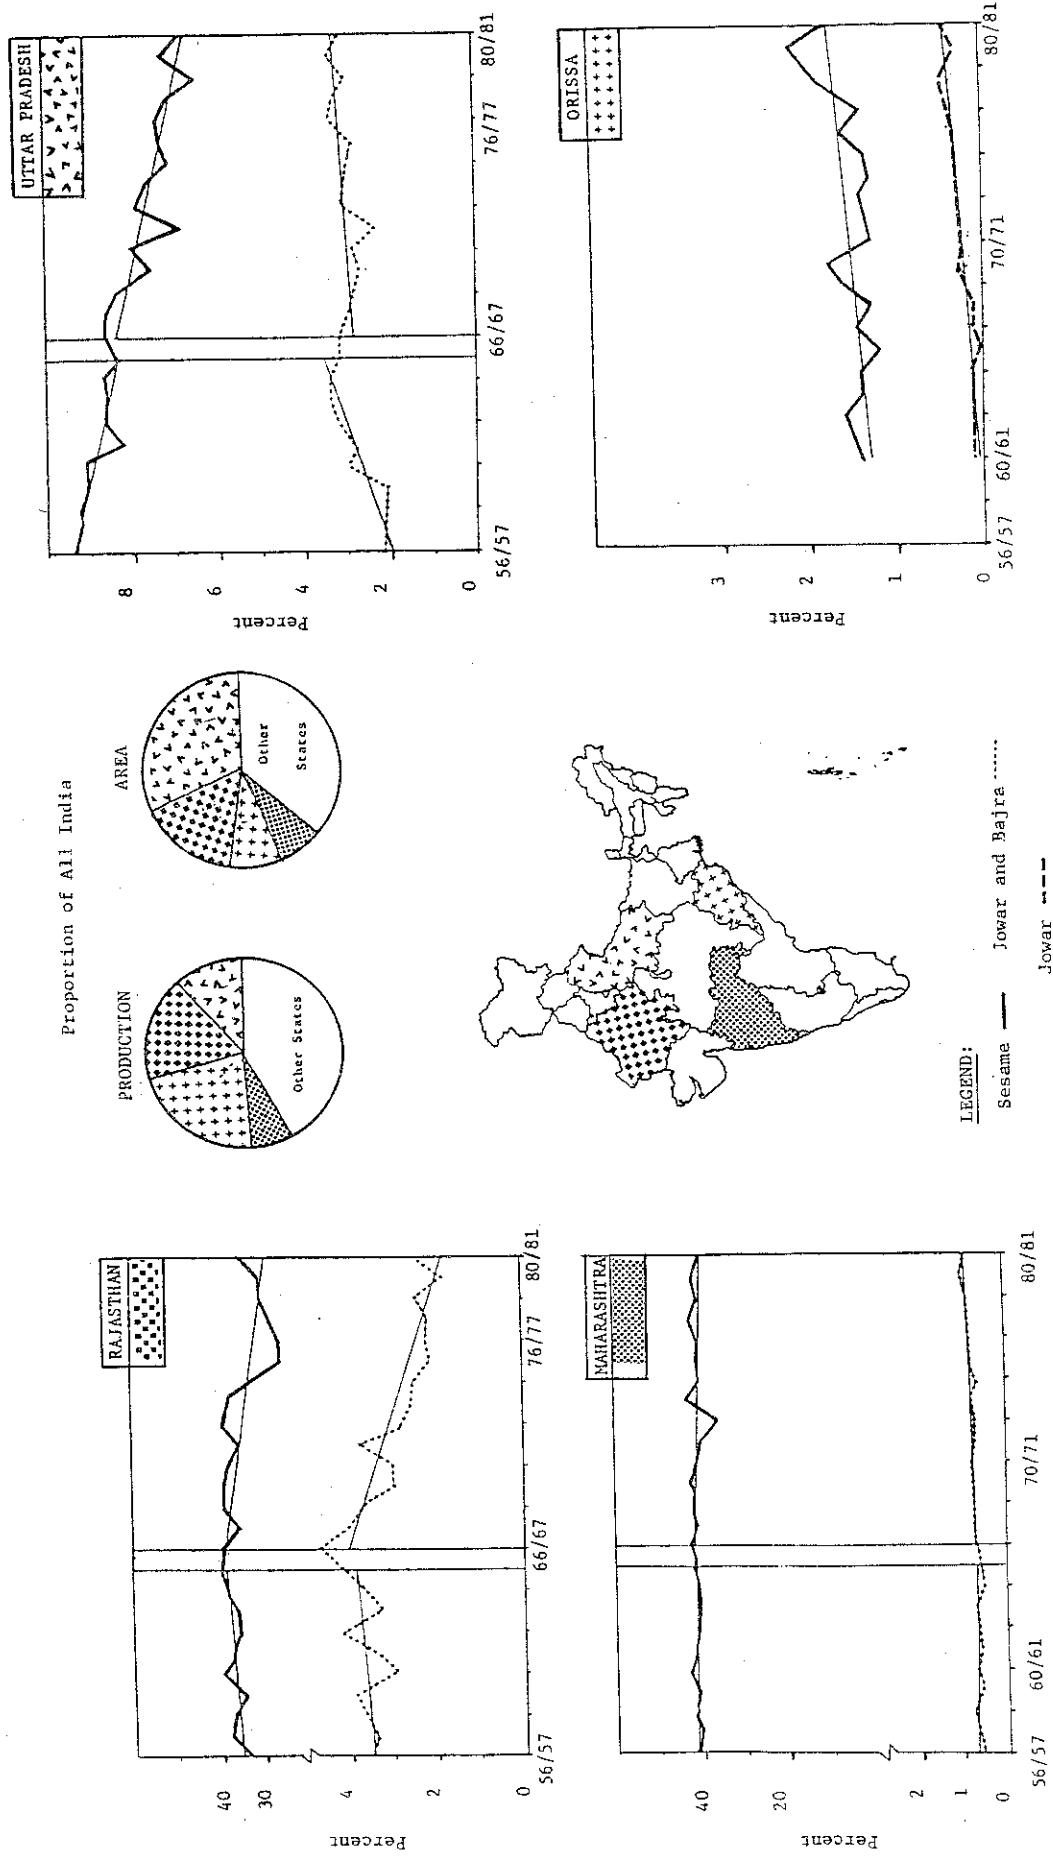 Proportion of All India
PRODUCTION
AREA
Other States
Other
States
RAJASTHAN
Percent
40
30
4
2
0
56/57
66/67
76/77
80/81
UTTAR PRADESH
Percent
8
6
4
2
0
56/57
66/67
76/77
80/81
MAHARASHTRA
Percent
40
20
2
1
0
56/57
60/61
70/71
80/81
ORISSA
Percent
3
2
1
0
56/57
60/61
70/71
80/81
LEGEND:
Sesame
Jowar and Bajra
Jowar